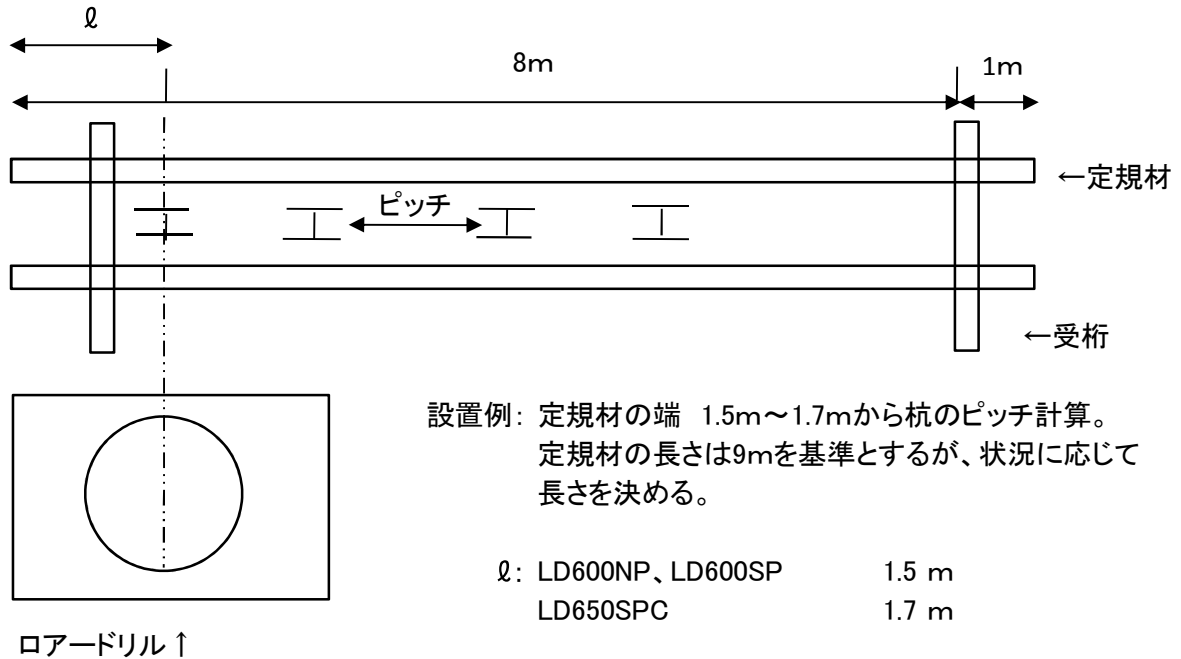 ℓ
8m
1m
←定規材
ピッチ
←受桁
設置例: 定規材の端 1.5m～1.7mから杭のピッチ計算。
定規材の長さは9mを基準とするが、状況に応じて
長さを決める。
ℓ: LD600NP、LD600SP 1.5 m
LD650SPC 1.7 m
ロアードリル↑